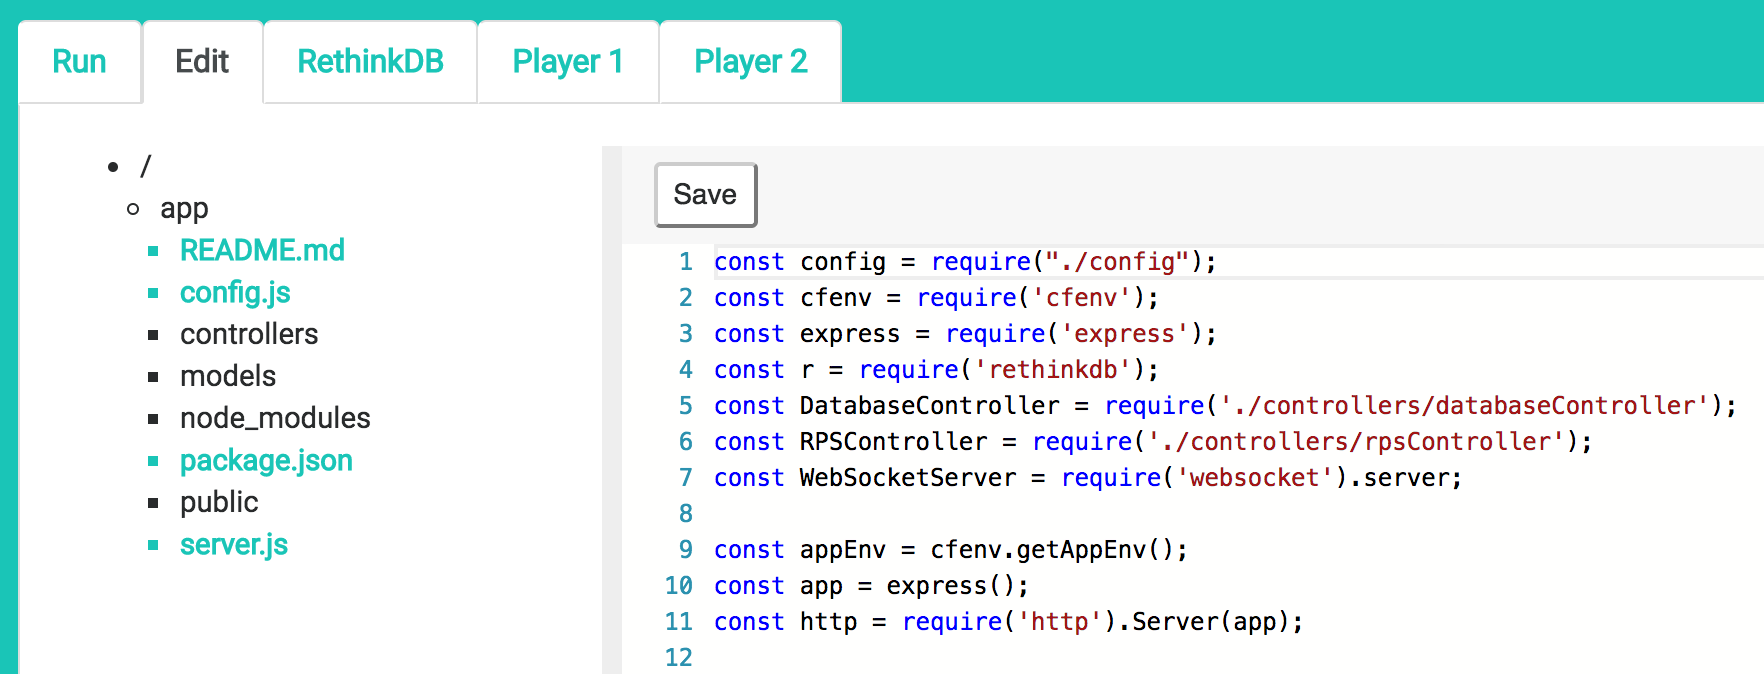 Run Edit RethinkDB Player 1 Player 2
/
app
README.md
config.js
controllers
models
node_modules
package.json
public
server.js
Save
1 const config = require("./config");
2 const cfenv = require('cfenv');
3 const express = require('express');
4 const r = require('rethinkdb');
5 const DatabaseController = require('./controllers/databaseController');
6 const RPSController = require('./controllers/rpsController');
7 const WebSocketServer = require('websocket').server;
8
9 const appEnv = cfenv.getAppEnv();
10 const app = express();
11 const http = require('http').Server(app);
12